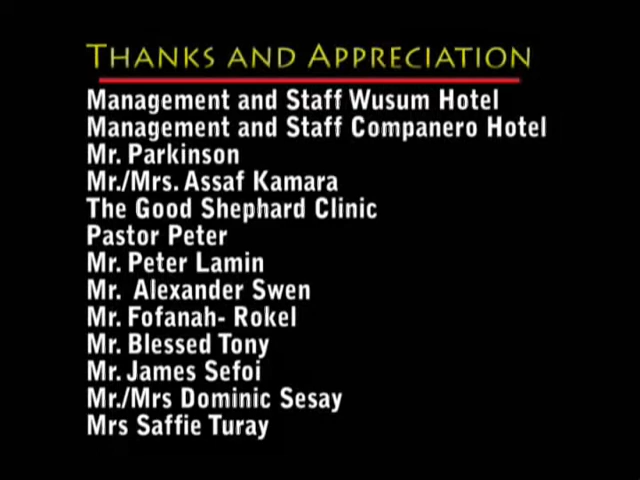 THANKS AND APPRECIATION
Management and Staff Wusum Hotel
Management and Staff Companero Hotel
Mr. Parkinson
Mr./Mrs. Assaf Kamara
The Good Shephard Clinic
Pastor Peter
Mr. Peter Lamin
Mr. Alexander Swen
Mr. Fofanah- Rokel
Mr. Blessed Tony
Mr. James Sefoi
Mr./Mrs Dominic Sesay
Mrs Saffie Turay